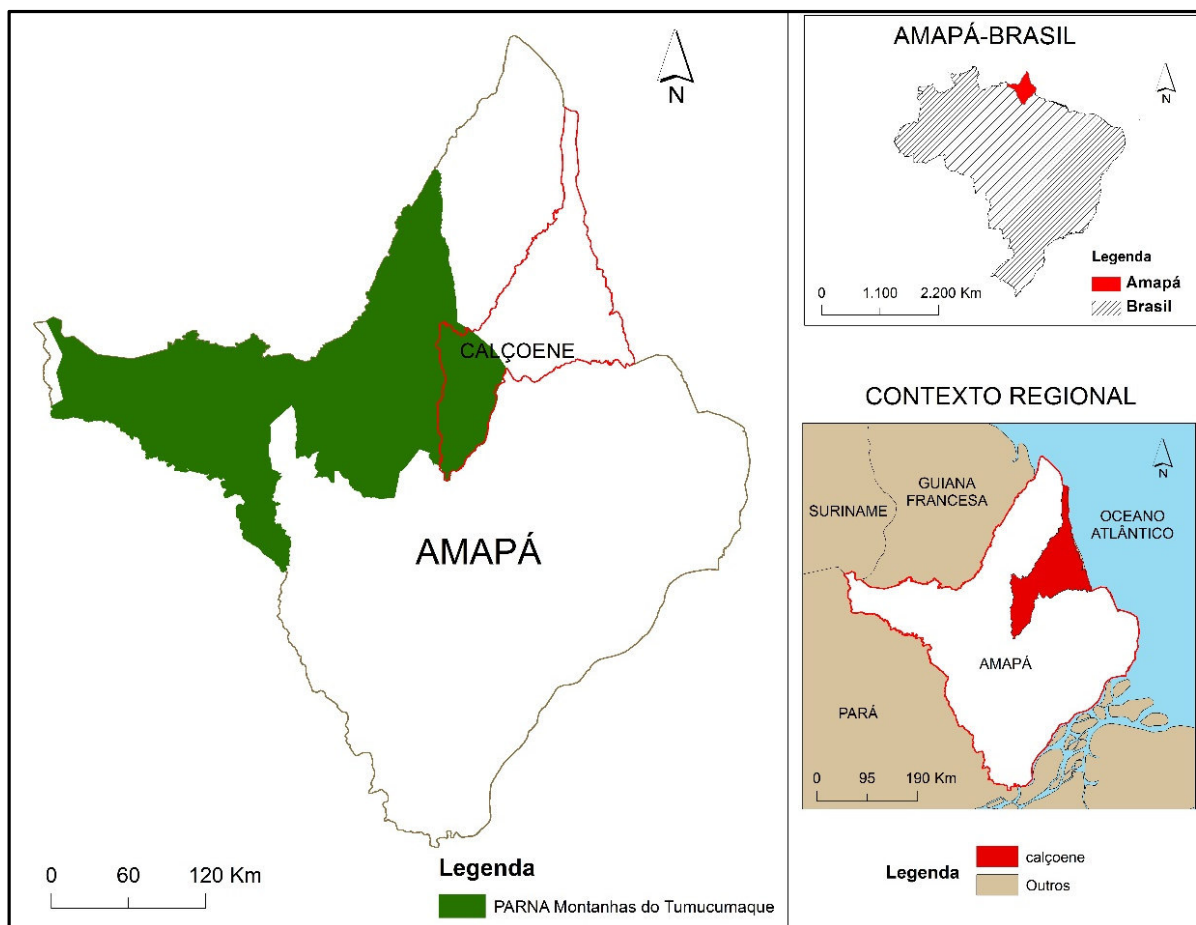 N
CALÇOENE
AMAPÁ
0 60 120 Km
Legenda
PARNA Montanhas do Tumucumaque
AMAPÁ-BRASIL
N
Legenda
Amapá
Brasil
0 1.100 2.200 Km
CONTEXTO REGIONAL
N
GUIANA
FRANCESA
SURINAME
OCEANO
ATLÂNTICO
AMAPÁ
PARÁ
0 95 190 Km
Legenda
calçoene
Outros